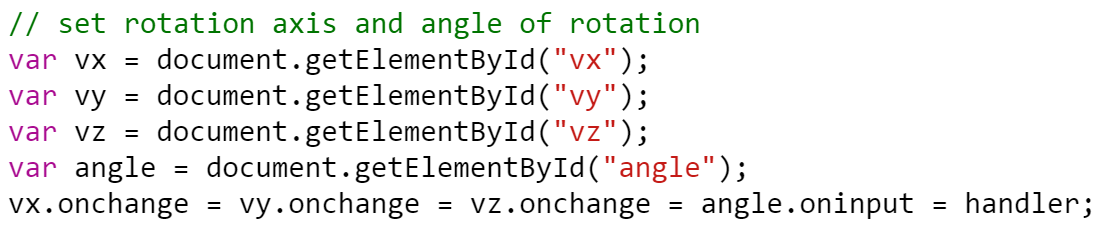 // set rotation axis and angle of rotation
var vx = document.getElementById("vx");
var vy = document.getElementById("vy");
var vz = document.getElementById("vz");
var angle = document.getElementById("angle");
vx.onchange = vy.onchange = vz.onchange = angle.oninput = handler;